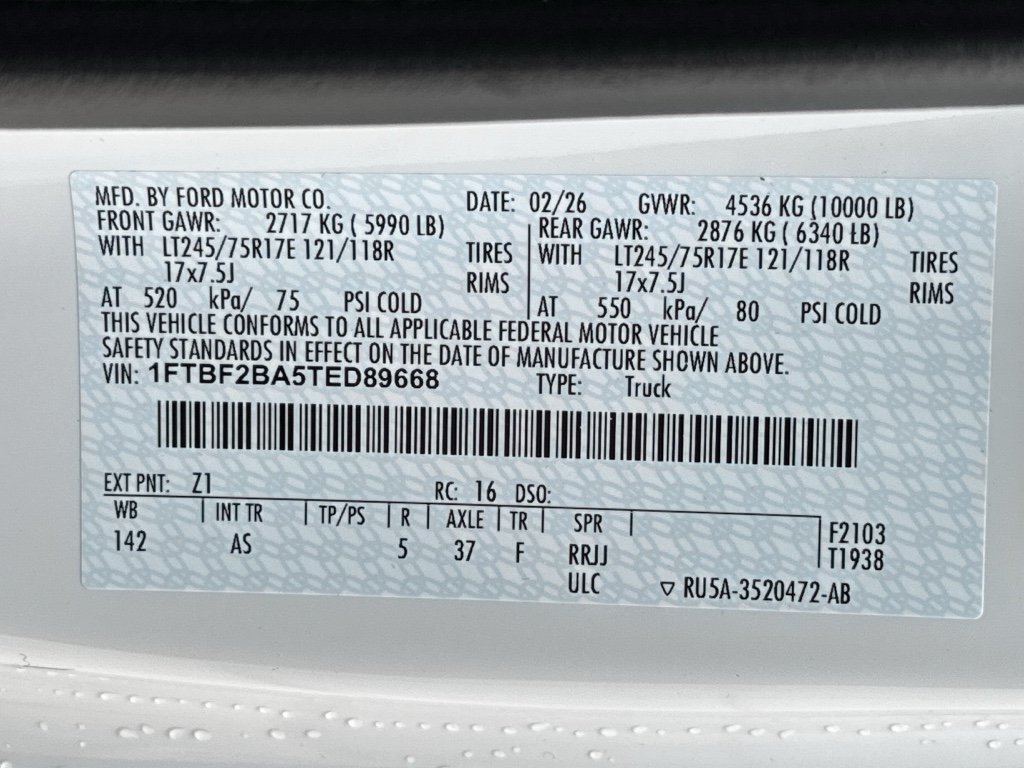 MFD. BY FORD MOTOR CO. DATE: 02/26 GVWR: 4536 KG (10000 LB)
FRONT GAWR: 2717 KG ( 5990 LB) REAR GAWR: 2876 KG ( 6340 LB)
WITH LT245/75R17E 121/118R TIRES WITH LT245/75R17E 121/118R TIRES
17x7.5J RIMS 17x7.5J RIMS
AT 520 kPa/ 75 PSI COLD AT 550 kPa/ 80 PSI COLD
THIS VEHICLE CONFORMS TO ALL APPLICABLE FEDERAL MOTOR VEHICLE
SAFETY STANDARDS IN EFFECT ON THE DATE OF MANUFACTURE SHOWN ABOVE.
VIN: 1FTBF2BA5TED89668 TYPE: Truck
EXT PNT: Z1 RC: 16 DSO:
WB INT TR TP/PS R AXLE TR SPR F2103
142 AS 5 37 F RRJJ T1938
ULC ▽ RU5A-3520472-AB